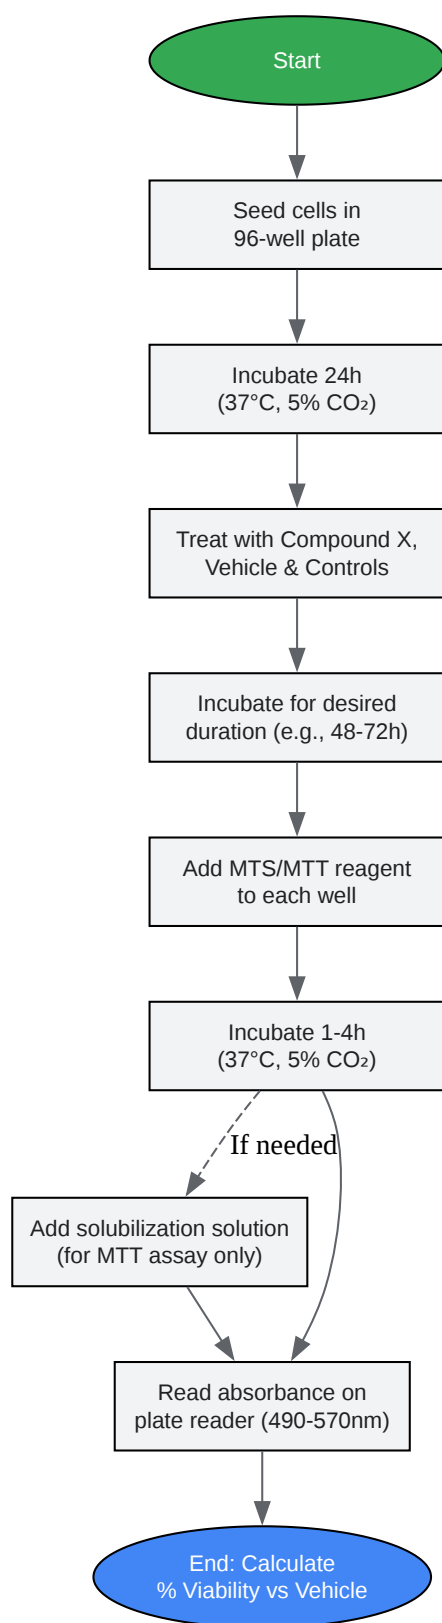 Start
Seed cells in
96-well plate
Incubate 24h
(37°C, 5% CO₂)
Treat with Compound X,
Vehicle & Controls
Incubate for desired
duration (e.g., 48-72h)
Add MTS/MTT reagent
to each well
Incubate 1-4h
(37°C, 5% CO₂)
If needed
Add solubilization solution
(for MTT assay only)
Read absorbance on
plate reader (490-570nm)
End: Calculate
% Viability vs Vehicle